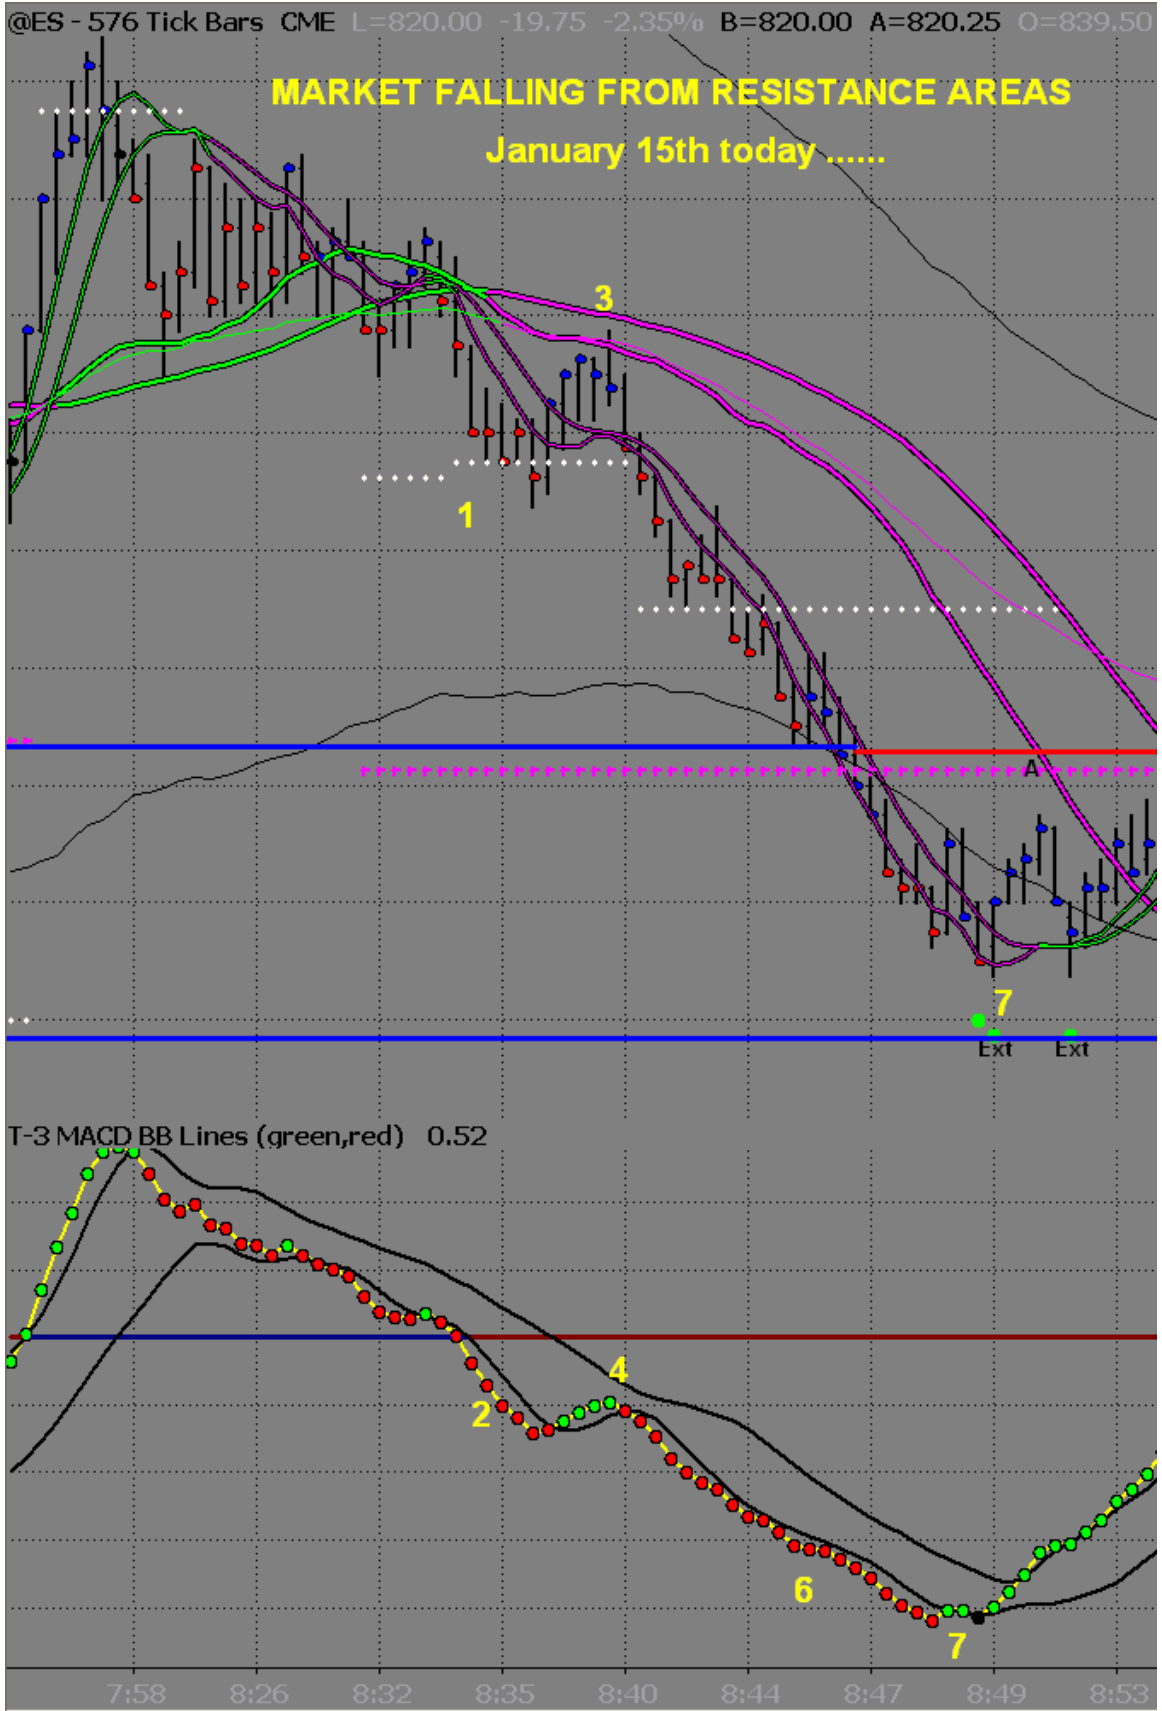 @ES - 576 Tick Bars CME L=820.00 -19.75 -2.35% B=820.00 A=820.25 O=839.50
MARKET FALLING FROM RESISTANCE AREAS
January 15th today ......
3
1
A
7
Ext Ext
T-3 MACD BB Lines (green,red) 0.52
4
2
6
7
7:58 8:26 8:32 8:35 8:40 8:44 8:47 8:49 8:53